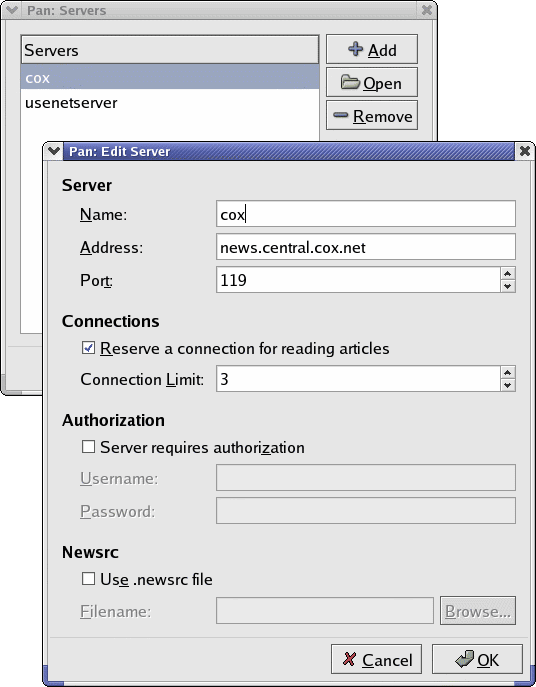 Pan: Servers
Servers
Add
cox
Open
usenetserver
Remove
Pan: Edit Server
Server
Name: cox
Address: news.central.cox.net
Port: 119
Connections
Reserve a connection for reading articles
Connection Limit: 3
Authorization
Server requires authorization
Username:
Password:
Newsrc
Use .newsrc file
Filename: Browse...
Cancel OK